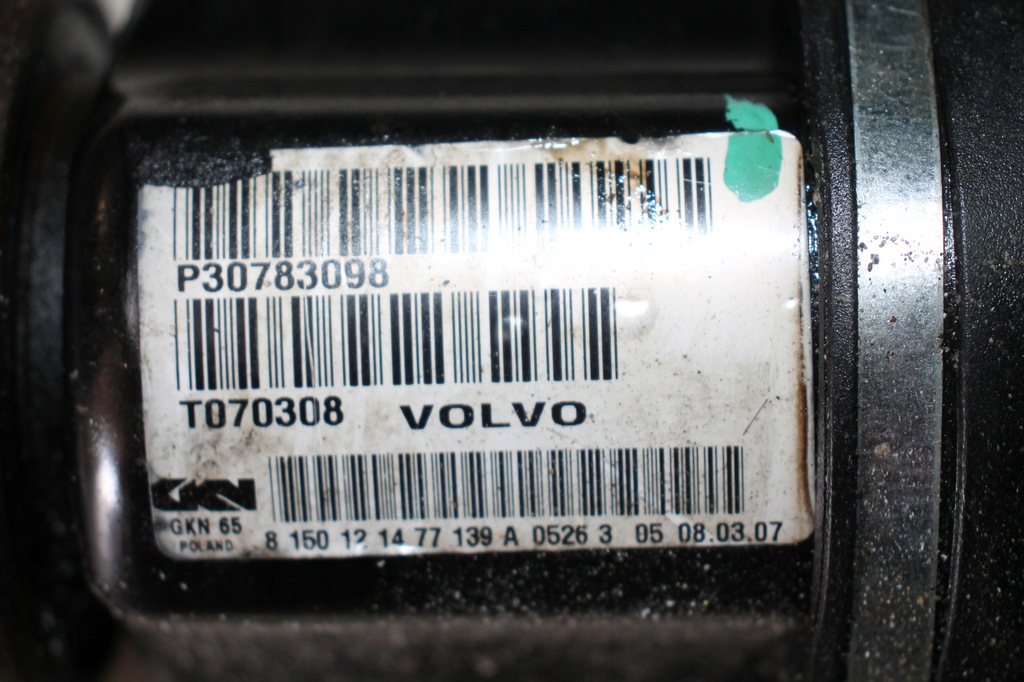 P30783098
T070308 VOLVO
GKN
GKN 65
POLAND
8 150 12 14 77 139 A 0526 3 05 08.03.07